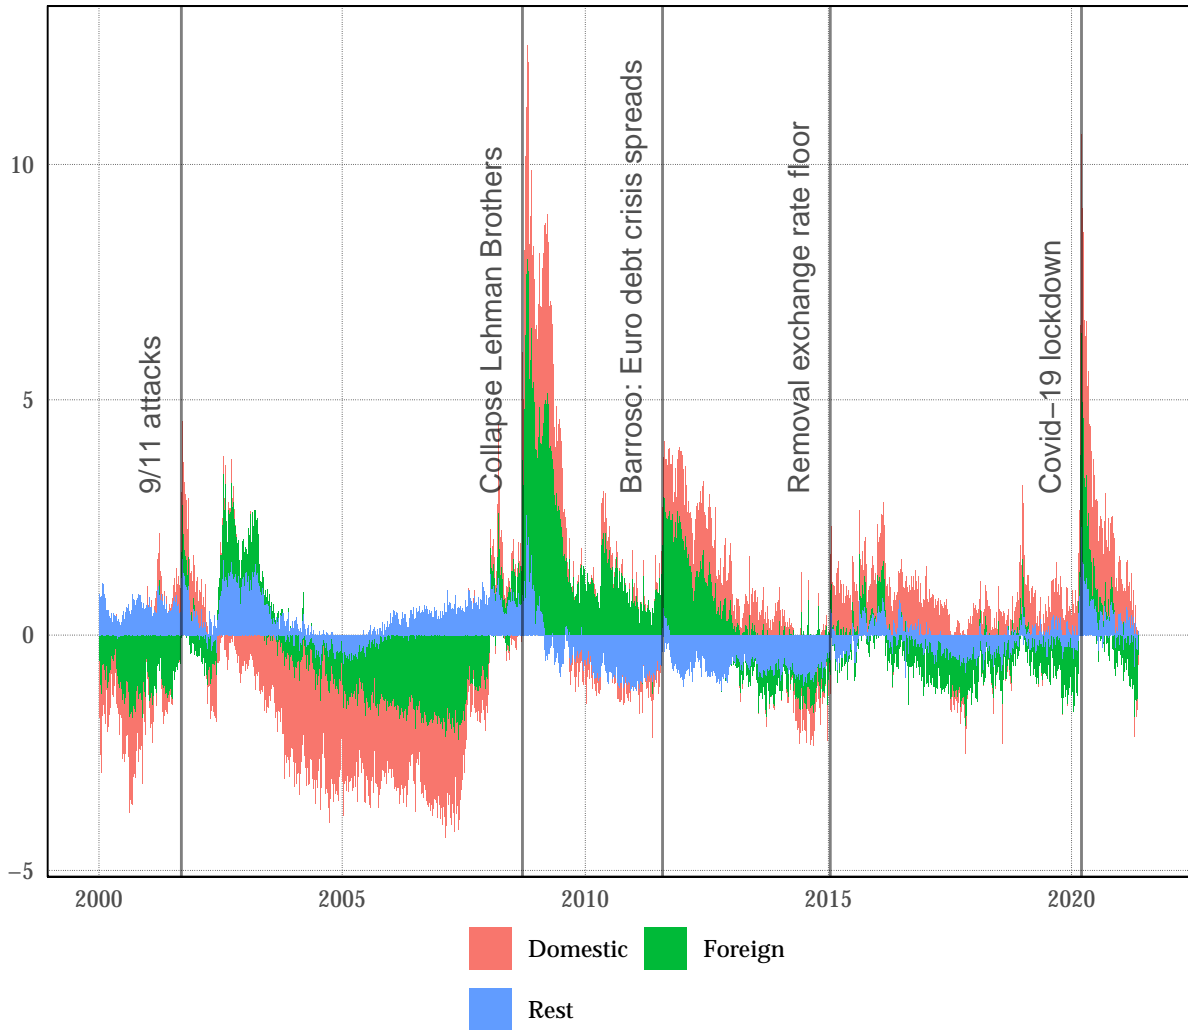 10
5
0
−5
9/11 attacks
Collapse Lehman Brothers
Barroso: Euro debt crisis spreads
Removal exchange rate floor
Covid−19 lockdown
2000
2005
2010
2015
2020
Domestic
Foreign
Rest